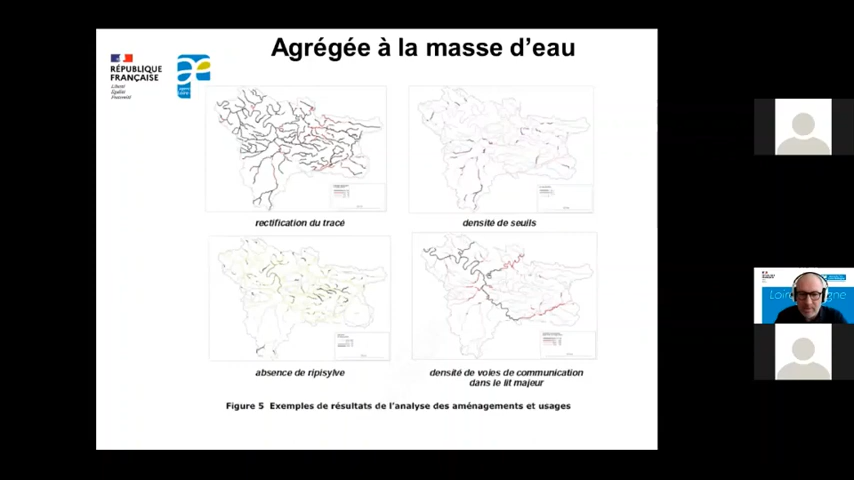 Agrégée à la masse d'eau
RÉPUBLIQUE
FRANÇAISE
Liberté
Égalité
Fraternité
rectification du tracé
densité de seuils
absence de ripisylve
densité de voies de communication
dans le lit majeur
Figure 5 Exemples de résultats de l'analyse des aménagements et usages